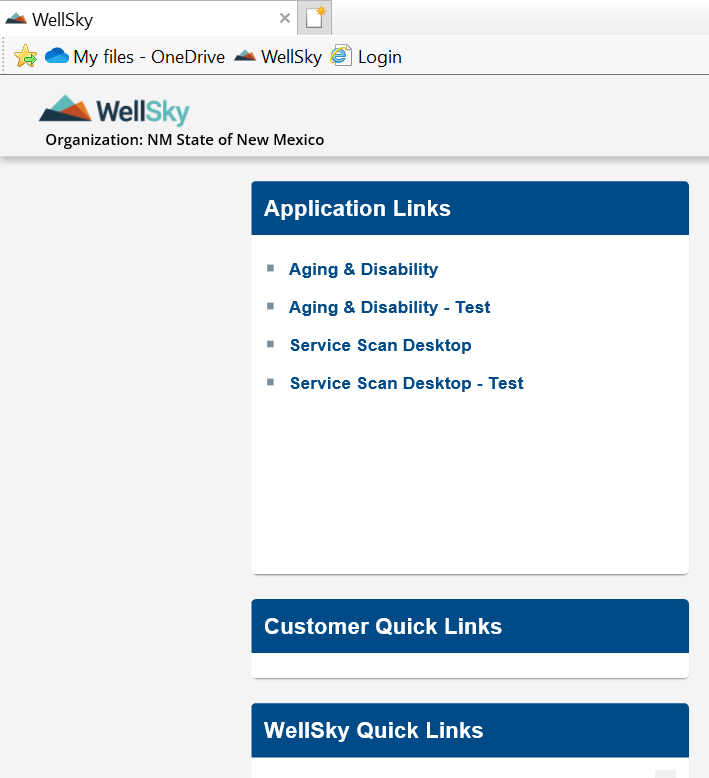 WellSky
My files - OneDrive WellSky Login
WellSky
Organization: NM State of New Mexico
Application Links
Aging & Disability
Aging & Disability - Test
Service Scan Desktop
Service Scan Desktop - Test
Customer Quick Links
WellSky Quick Links